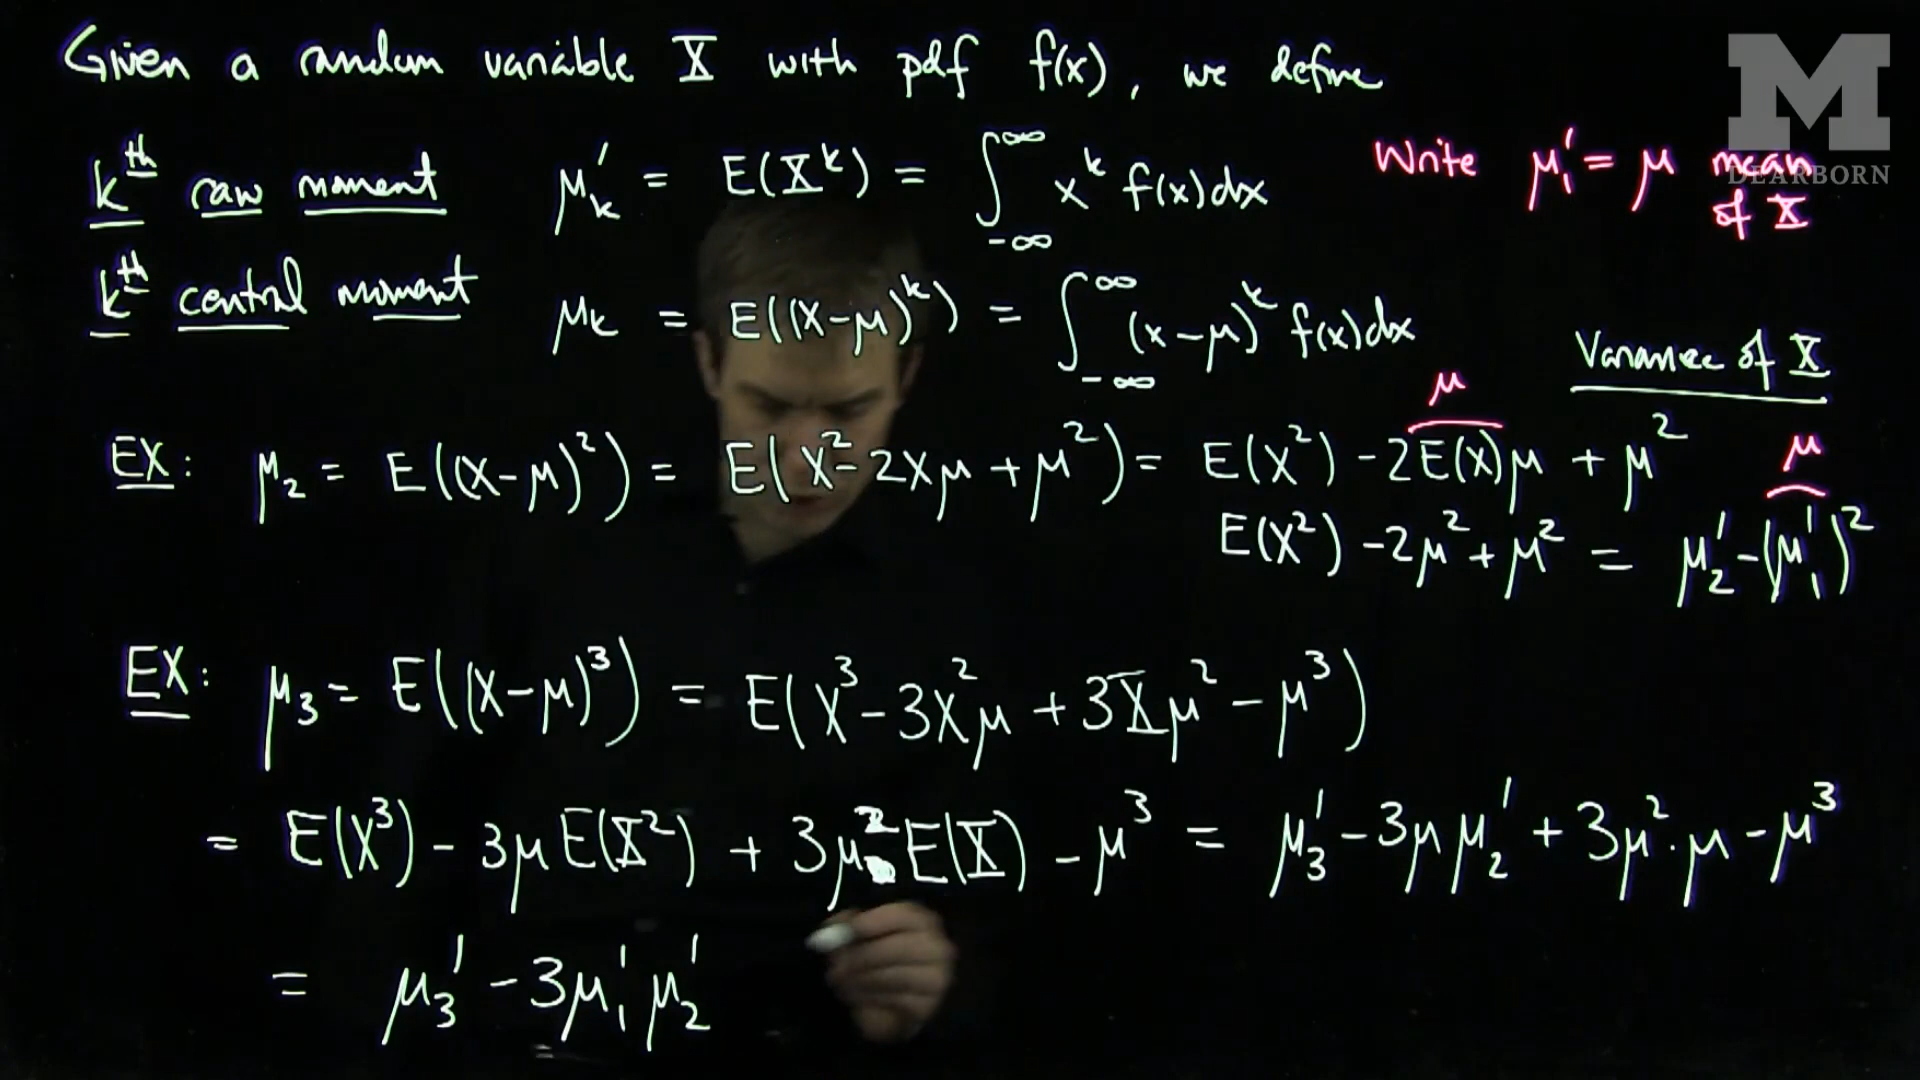 Given a random variable X with pdf f(x), we define
M
DEARBORN
kth raw moment μ′ₖ = E(Xᵏ) = ∫_{-∞}^{∞} xᵏ f(x)dx
Write μ′₁ = μ mean
of X
kth central moment μₖ = E((X-μ)ᵏ) = ∫_{-∞}^{∞} (x-μ)ᵏ f(x)dx
Variance of X
μ
EX: μ₂ = E((X-μ)²) = E(X² - 2Xμ + μ²) = E(X²) - 2E(X)μ + μ²
μ
E(X²) - 2μ² + μ² = μ′₂ - (μ′₁)²
EX: μ₃ = E((X-μ)³) = E(X³ - 3X²μ + 3Xμ² - μ³)
= E(X³) - 3μE(X²) + 3μ²E(X) - μ³ = μ′₃ - 3μμ′₂ + 3μ²·μ - μ³
= μ′₃ - 3μ′₁μ′₂